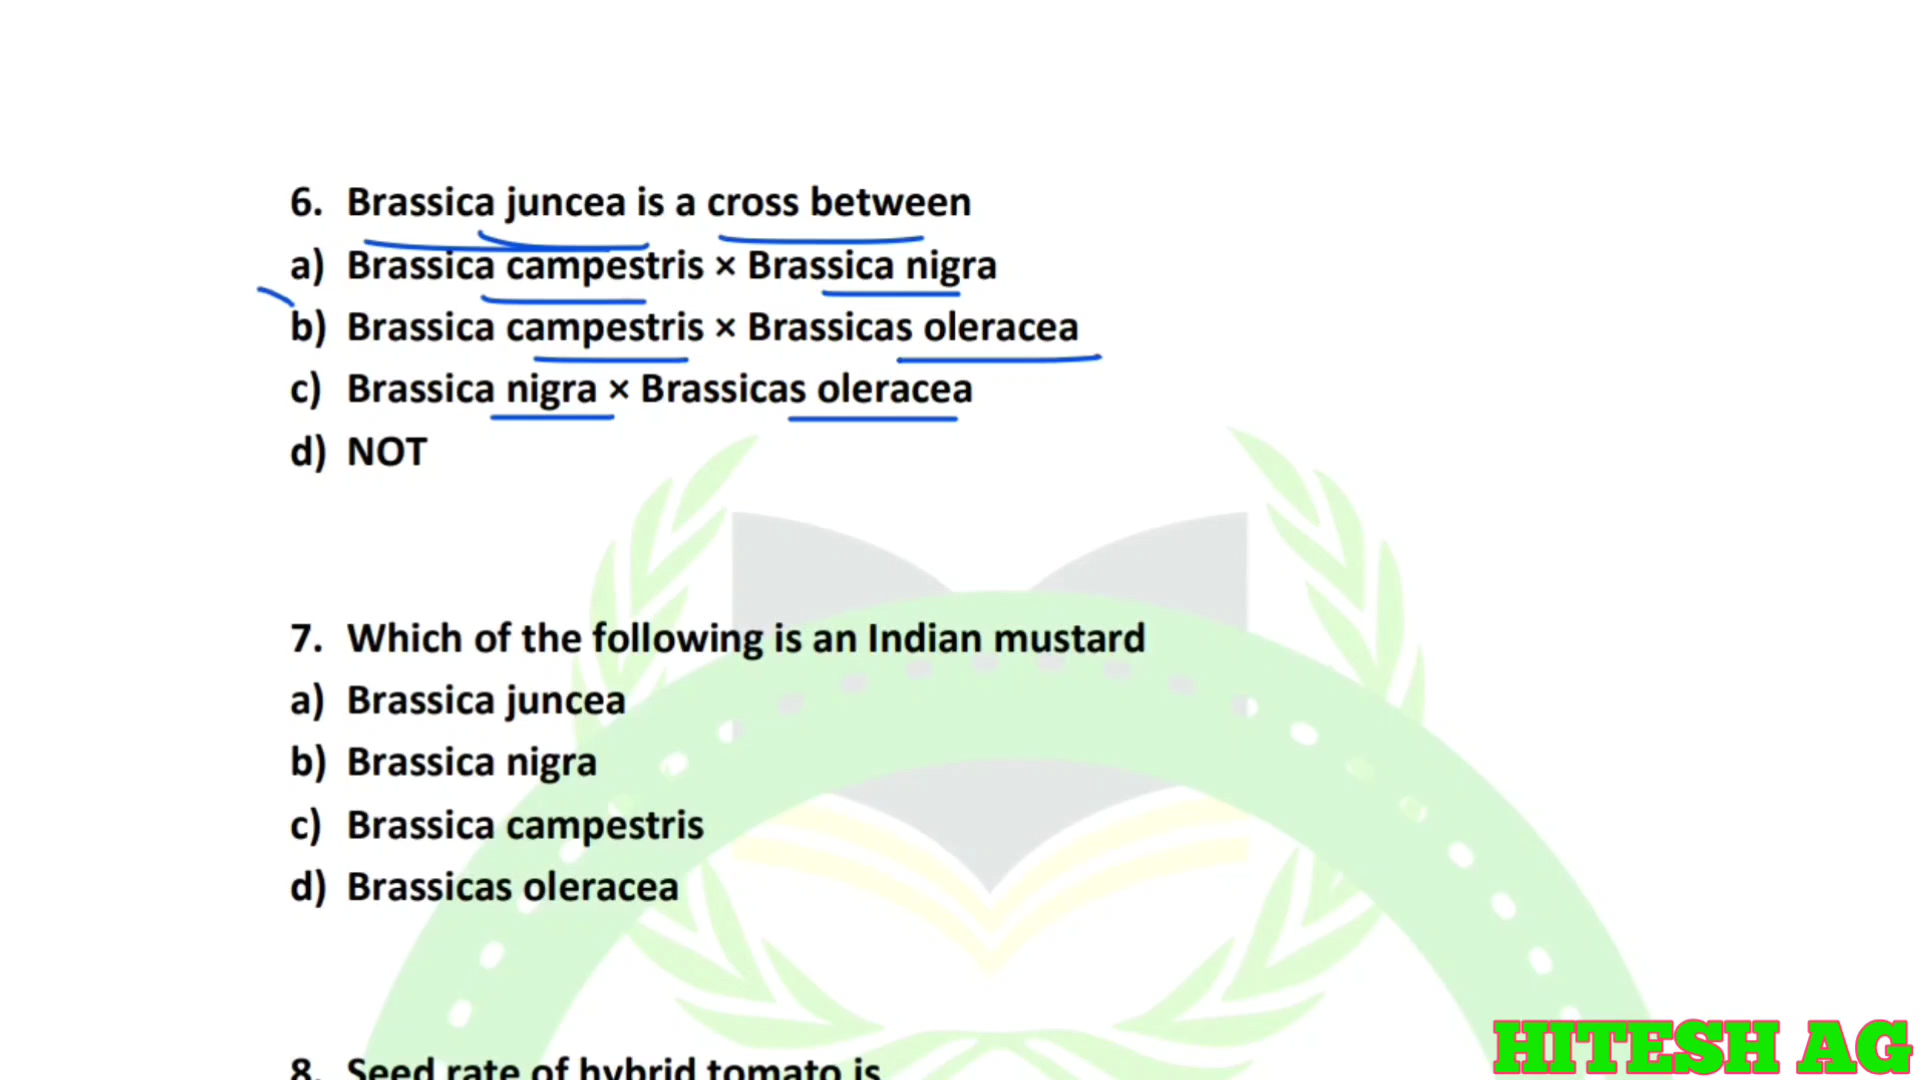 6. Brassica juncea is a cross between
a) Brassica campestris × Brassica nigra
b) Brassica campestris × Brassicas oleracea
c) Brassica nigra × Brassicas oleracea
d) NOT
7. Which of the following is an Indian mustard
a) Brassica juncea
b) Brassica nigra
c) Brassica campestris
d) Brassicas oleracea
8. Seed rate of hybrid tomato is
HITESH AG